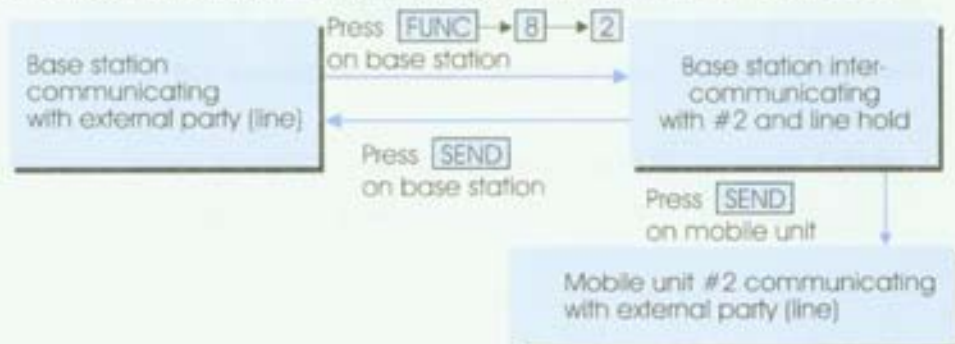 Base station
communicating
with external party (line)
Press FUNC → 8 → 2
on base station
Base station inter-
communicating
with #2 and line hold
Press SEND
on base station
Press SEND
on mobile unit
Mobile unit #2 communicating
with external party (line)